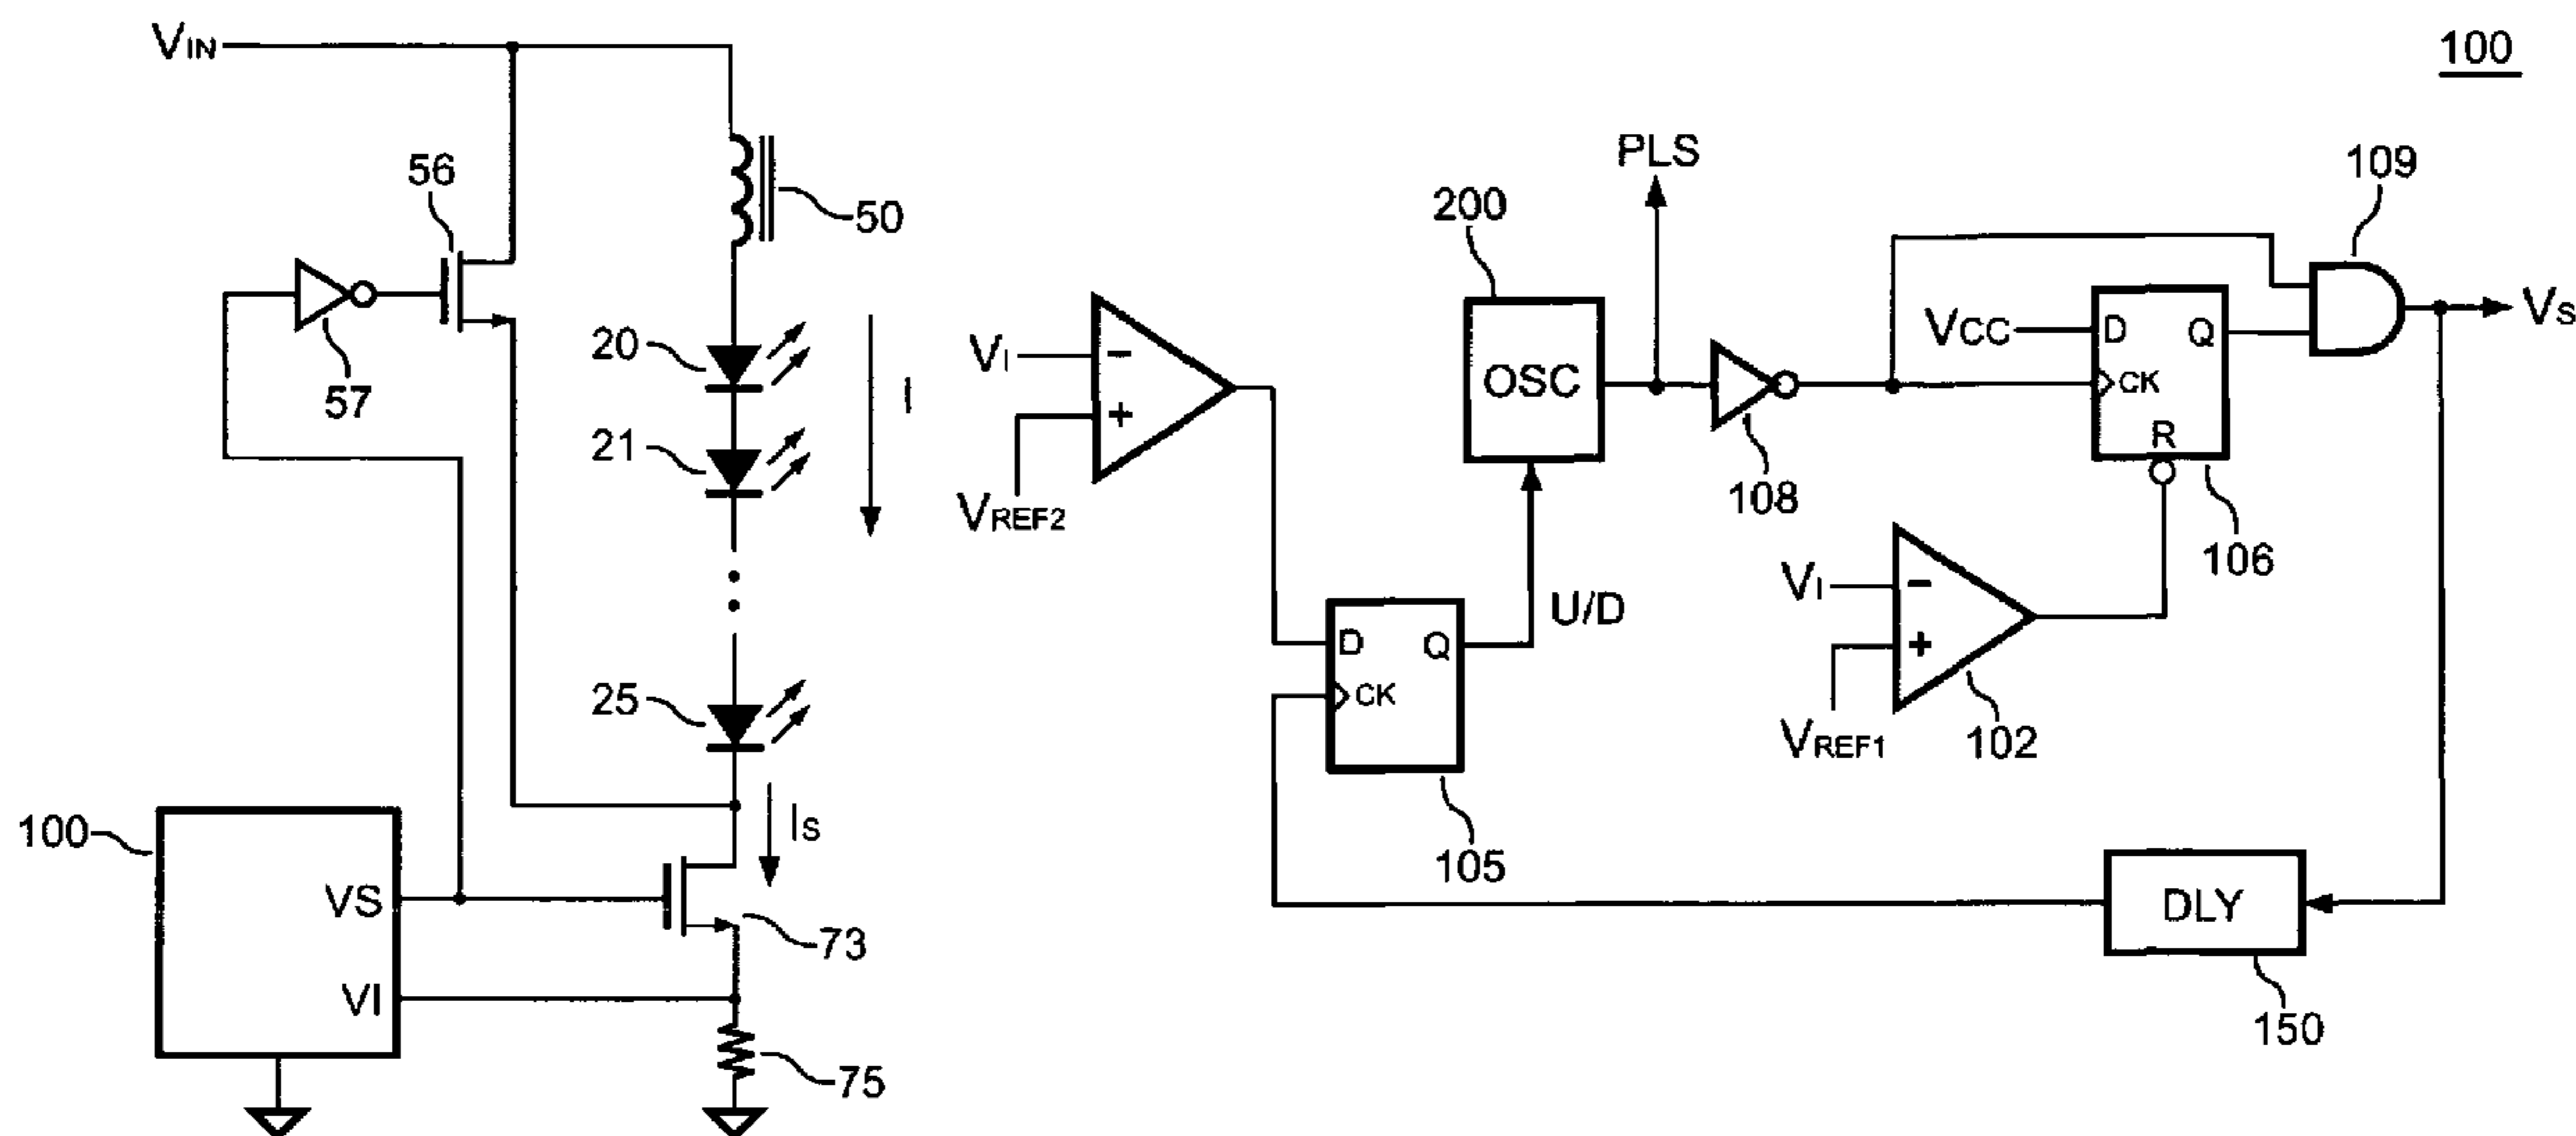 VIN
56
57
50
20
21
25
I
IS
100
VS
VI
73
75
100
VI
−
+
VREF2
200
OSC
PLS
108
VCC
D
Q
CK
R
106
109
VS
VI
−
+
VREF1
102
D
Q
CK
105
U/D
DLY
150